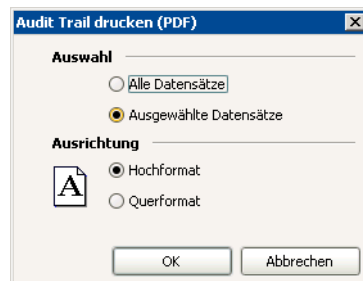 Audit Trail drucken (PDF)
Auswahl
Alle Datensätze
Ausgewählte Datensätze
Ausrichtung
A
Hochformat
Querformat
OK
Abbrechen